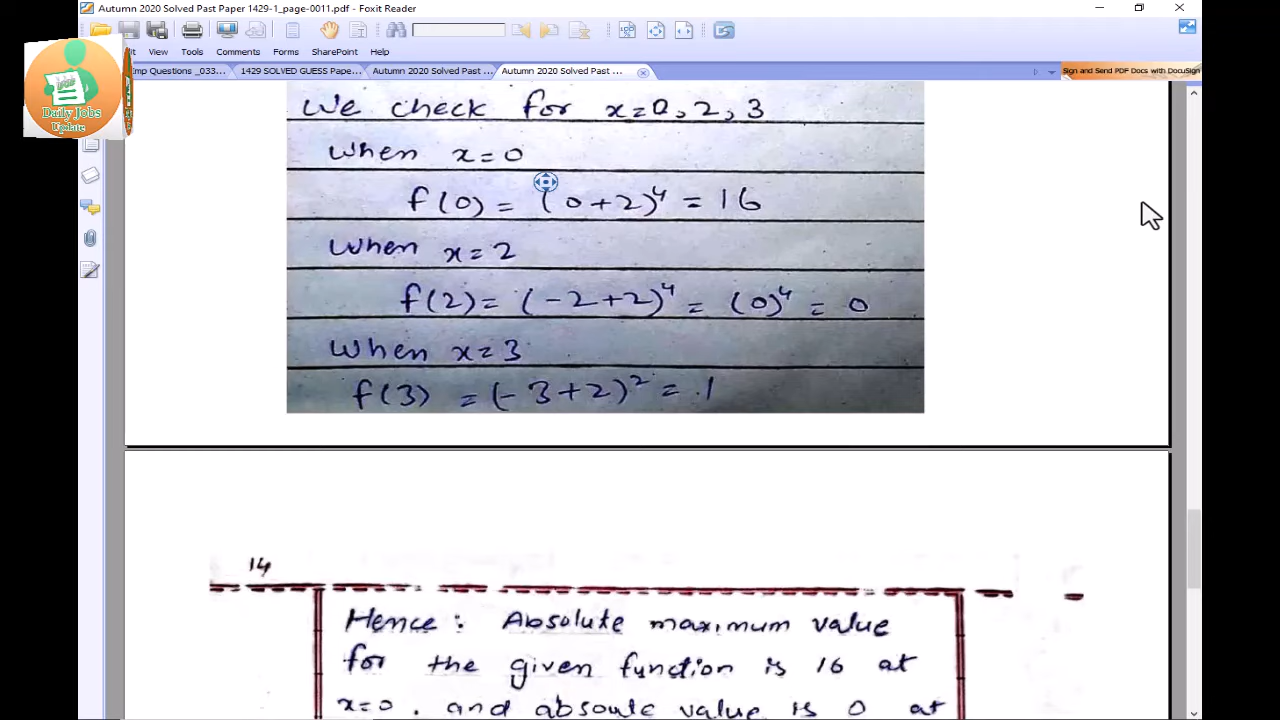 Autumn 2020 Solved Past Paper 1429-1_page-0011.pdf - Foxit Reader
View Tools Comments Forms SharePoint Help
Imp Questions _033... 1429 SOLVED GUESS Pape... Autumn 2020 Solved Past ... Autumn 2020 Solved Past ... Sign and Send PDF Docs with DocuSign
Daily Jobs
Update
We check for x=0, 2, 3
When x=0
f(0) = (0+2)⁴ = 16
When x=2
f(2) = (-2+2)⁴ = (0)⁴ = 0
When x=3
f(3) = (-3+2)² = .1
14
Hence : Absolute maximum value
for the given function is 16 at
x=0 . and absoute value is 0 at